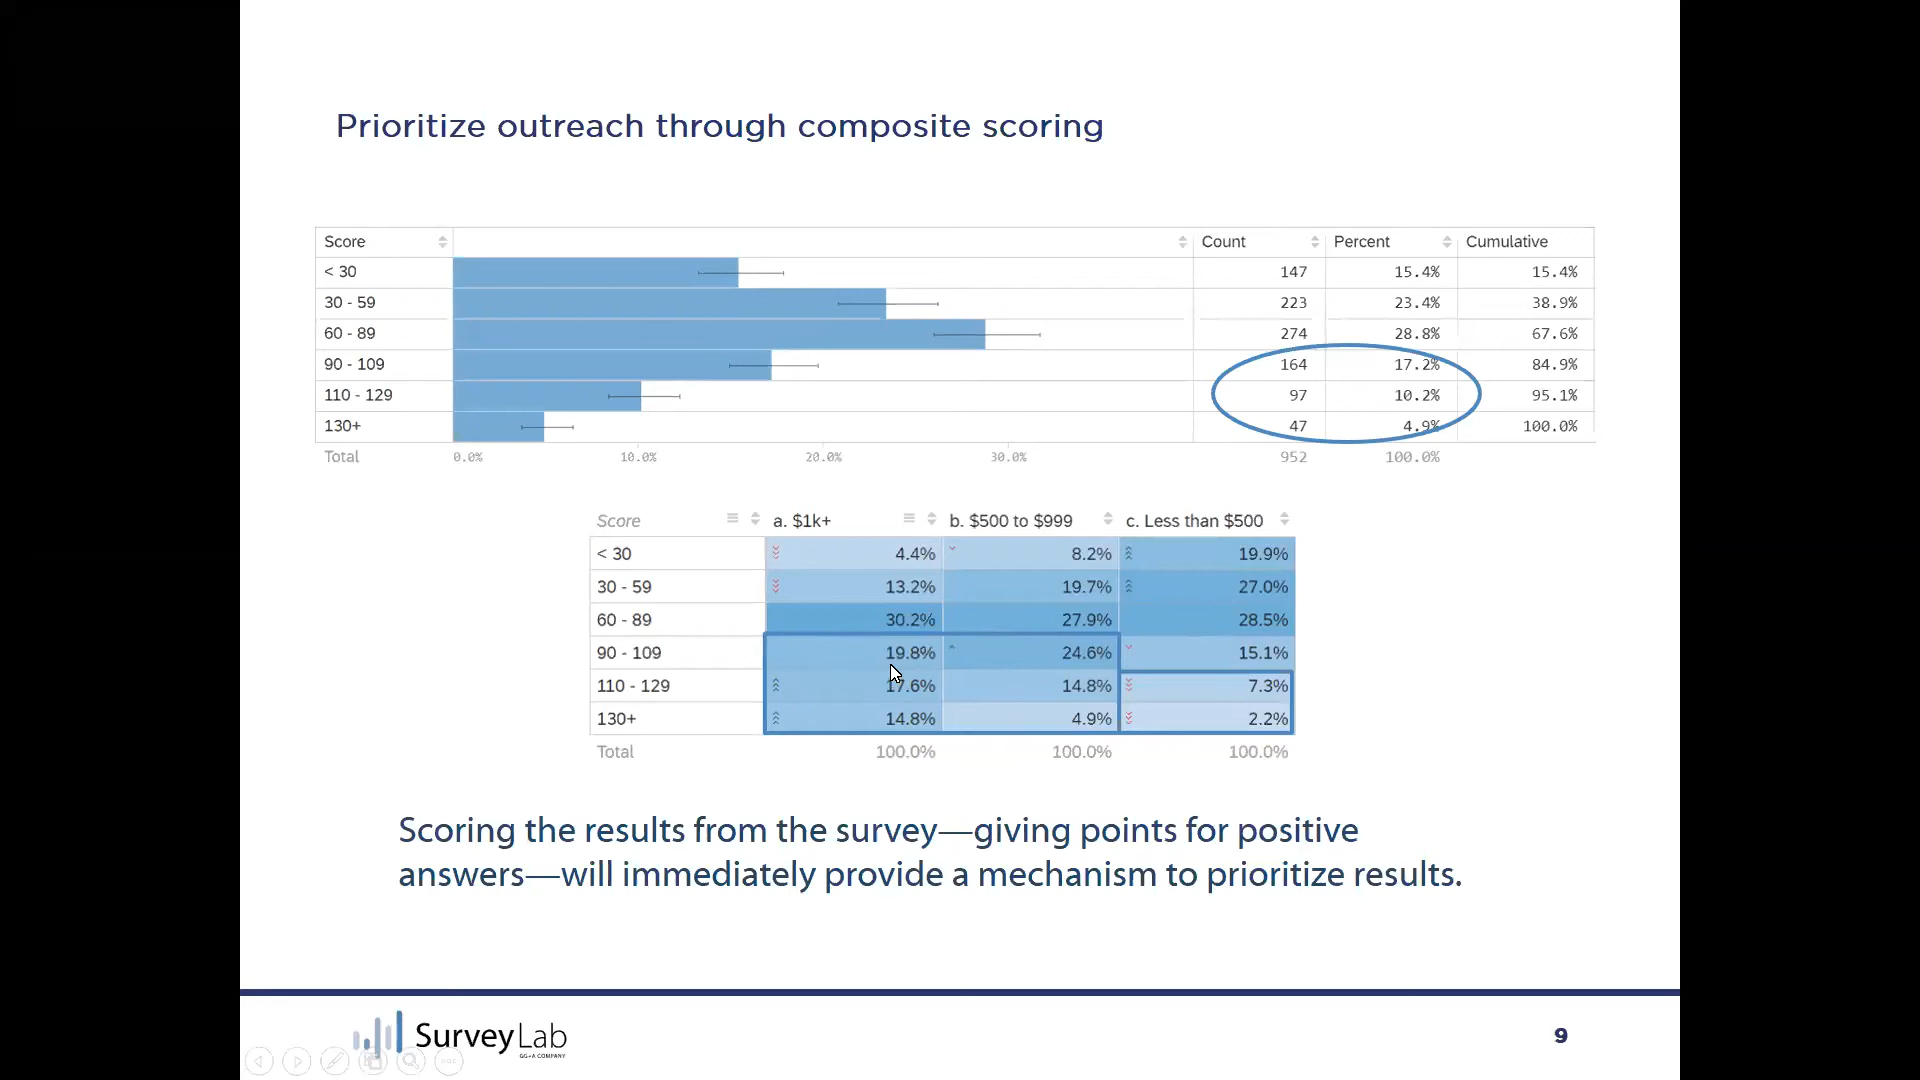 Prioritize outreach through composite scoring
Score Count Percent Cumulative
< 30 147 15.4% 15.4%
30 - 59 223 23.4% 38.9%
60 - 89 274 28.8% 67.6%
90 - 109 164 17.2% 84.9%
110 - 129 97 10.2% 95.1%
130+ 47 4.9% 100.0%
Total 0.0% 10.0% 20.0% 30.0% 952 100.0%
Score a. $1k+ b. $500 to $999 c. Less than $500
< 30 4.4% 8.2% 19.9%
30 - 59 13.2% 19.7% 27.0%
60 - 89 30.2% 27.9% 28.5%
90 - 109 19.8% 24.6% 15.1%
110 - 129 17.6% 14.8% 7.3%
130+ 14.8% 4.9% 2.2%
Total 100.0% 100.0% 100.0%
Scoring the results from the survey—giving points for positive
answers—will immediately provide a mechanism to prioritize results.
SurveyLab
GG+A COMPANY
9